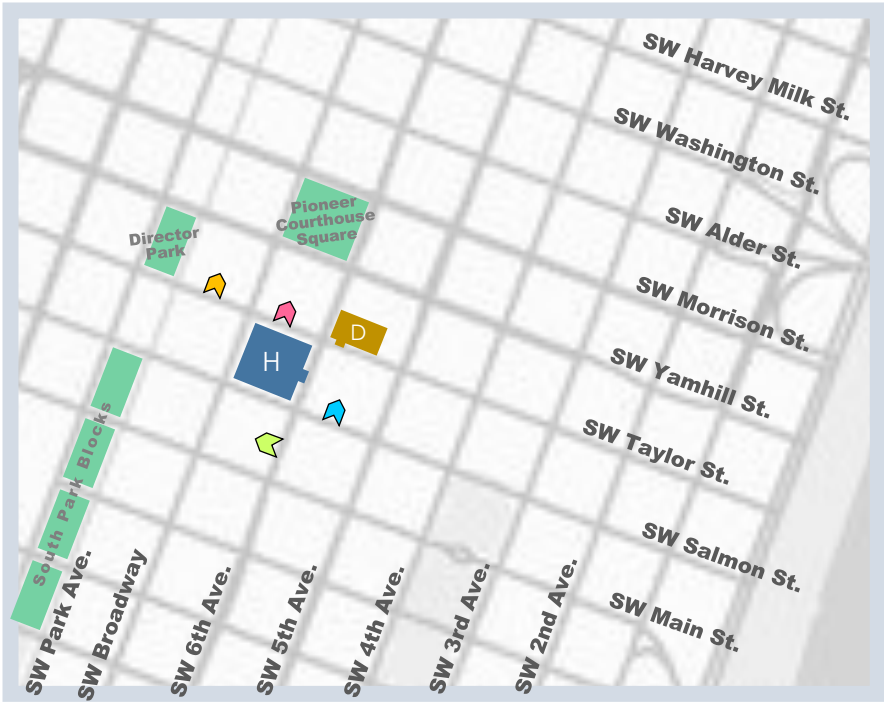 SW Harvey Milk St.
SW Washington St.
SW Alder St.
Pioneer
Courthouse
Square
Director
Park
SW Morrison St.
D
H
SW Yamhill St.
SW Taylor St.
South Park Blocks
SW Salmon St.
SW Main St.
SW Park Ave.
SW Broadway
SW 6th Ave.
SW 5th Ave.
SW 4th Ave.
SW 3rd Ave.
SW 2nd Ave.